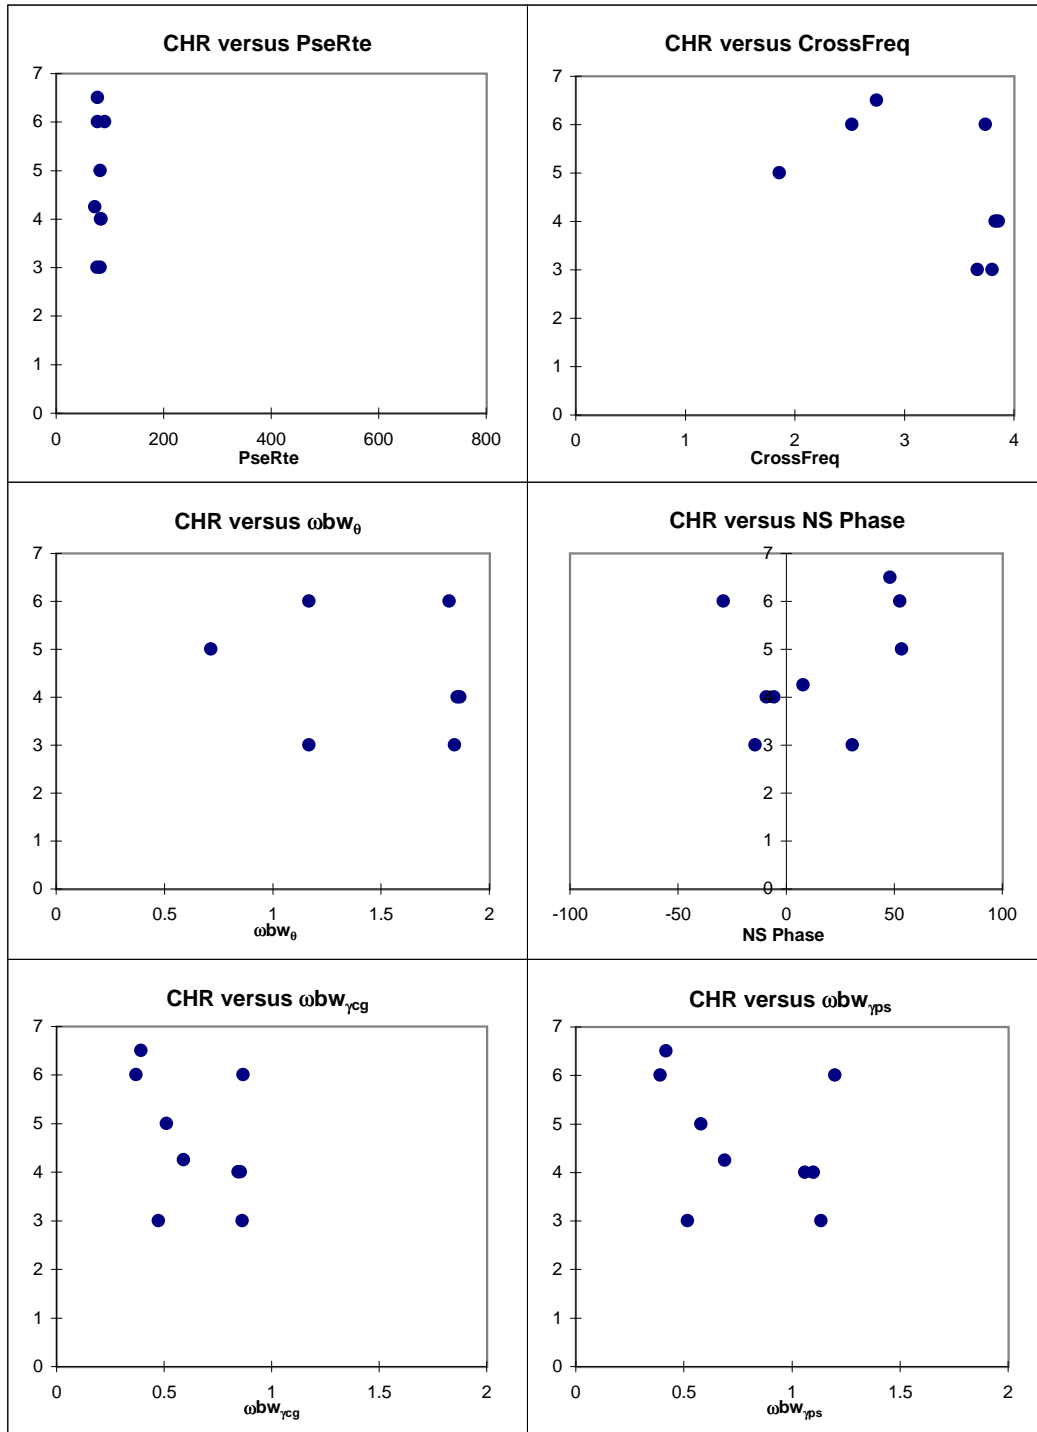 CHR versus PseRte
7
6
5
4
3
2
1
0
0 200 400 600 800
PseRte
CHR versus CrossFreq
7
6
5
4
3
2
1
0
0 1 2 3 4
CrossFreq
CHR versus ωbwθ
7
6
5
4
3
2
1
0
0 0.5 1 1.5 2
ωbwθ
CHR versus NS Phase
7
6
5
4
3
2
1
0
-100 -50 0 50 100
NS Phase
CHR versus ωbwγcg
7
6
5
4
3
2
1
0
0 0.5 1 1.5 2
ωbwγcg
CHR versus ωbwγps
7
6
5
4
3
2
1
0
0 0.5 1 1.5 2
ωbwγps